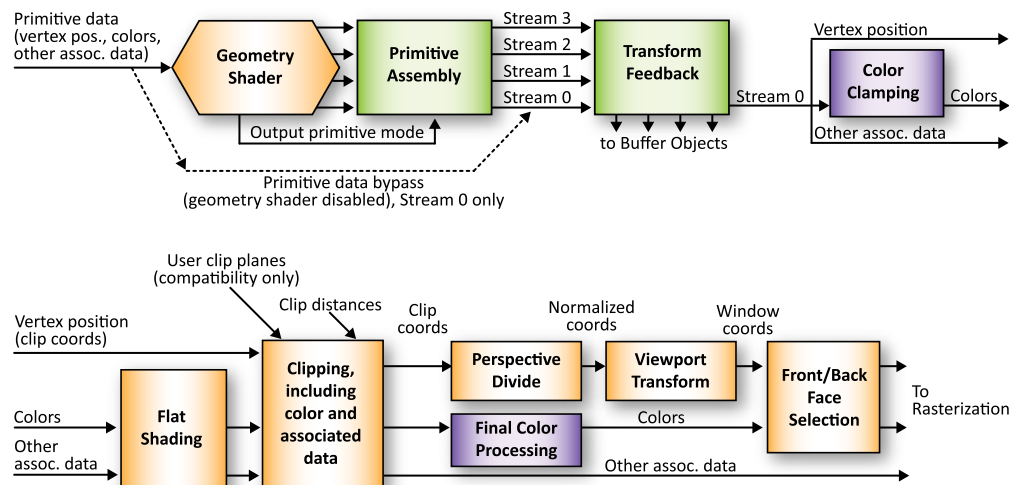 Primitive data
(vertex pos., colors,
other assoc. data)
Geometry
Shader
Primitive
Assembly
Stream 3
Stream 2
Stream 1
Stream 0
Transform
Feedback
Stream 0
Vertex position
Color
Clamping
Colors
Other assoc. data
Output primitive mode
to Buffer Objects
Primitive data bypass
(geometry shader disabled), Stream 0 only
User clip planes
(compatibility only)
Clip distances
Vertex position
(clip coords)
Colors
Other
assoc. data
Flat
Shading
Clipping,
including
color and
associated
data
Clip
coords
Perspective
Divide
Normalized
coords
Viewport
Transform
Window
coords
Final Color
Processing
Colors
Front/Back
Face
Selection
To
Rasterization
Other assoc. data